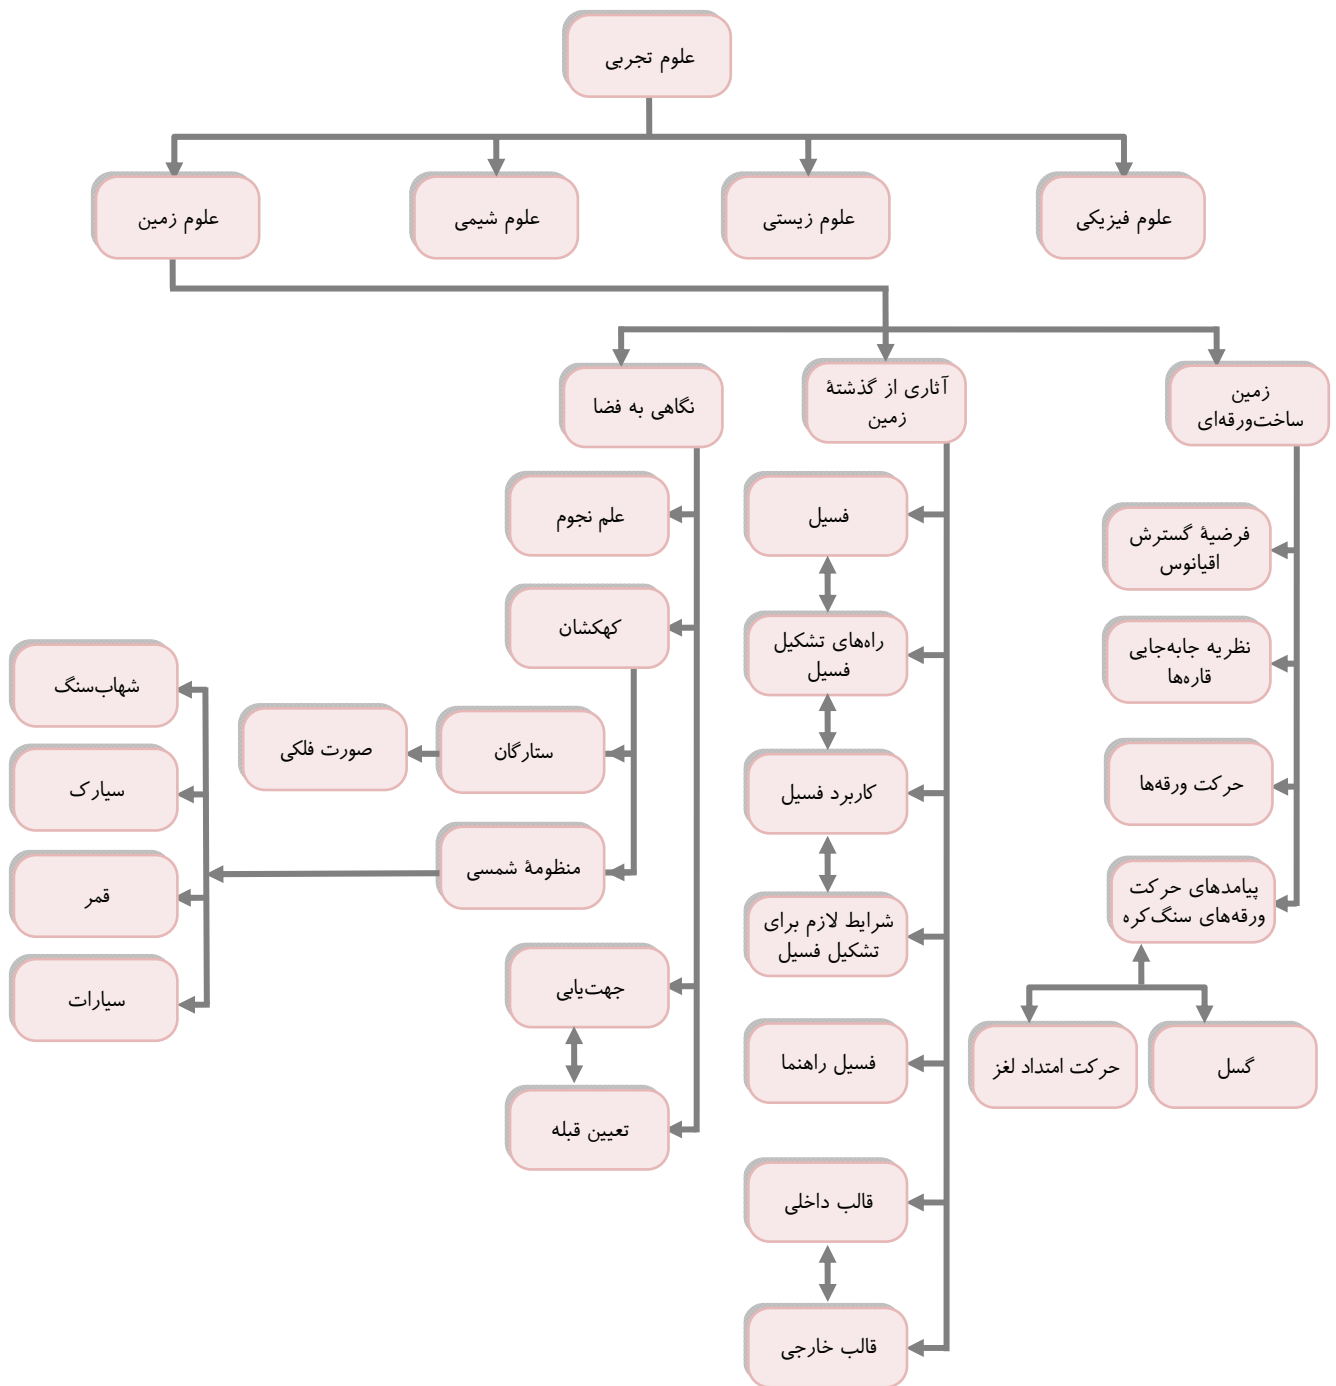 علوم تجربی
علوم فیزیکی
علوم زیستی
علوم شیمی
علوم زمین
زمین
ساخت‌ورقه‌ای
فرضیهٔ گسترش
اقیانوس
نظریه جابه‌جایی
قاره‌ها
حرکت ورقه‌ها
پیامدهای حرکت
ورقه‌های سنگ‌کره
گسل
حرکت امتداد لغز
آثاری از گذشتهٔ
زمین
فسیل
راه‌های تشکیل
فسیل
کاربرد فسیل
شرایط لازم برای
تشکیل فسیل
فسیل راهنما
قالب داخلی
قالب خارجی
نگاهی به فضا
علم نجوم
کهکشان
ستارگان
صورت فلکی
منظومهٔ شمسی
شهاب‌سنگ
سیارک
قمر
سیارات
جهت‌یابی
تعیین قبله